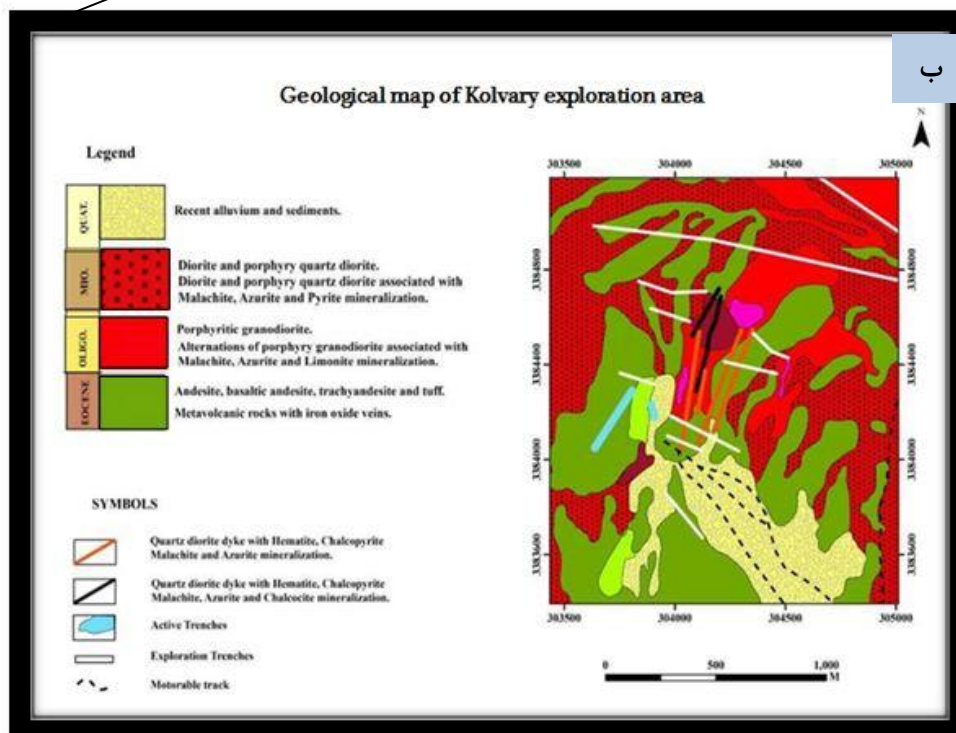 ب
Geological map of Kolvary exploration area
N
Legend
QUAT.
Recent alluvium and sediments.
MIO.
Diorite and porphyry quartz diorite.
Diorite and porphyry quartz diorite associated with
Malachite, Azurite and Pyrite mineralization.
OLIGO.
Porphyritic granodiorite.
Alternations of porphyry granodiorite associated with
Malachite, Azurite and Limonite mineralization.
EOCENE
Andesite, basaltic andesite, trachyandesite and tuff.
Metavolcanic rocks with iron oxide veins.
SYMBOLS
Quartz diorite dyke with Hematite, Chalcopyrite
Malachite and Azurite mineralization.
Quartz diorite dyke with Hematite, Chalcopyrite
Malachite, Azurite and Chalcocite mineralization.
Active Trenches
Exploration Trenches
Motorable track
303500 304000 304500 305000
3384800 3384800
3384400 3384400
3384000 3384000
3383600 3383600
303500 304000 304500 305000
0 500 1,000
M